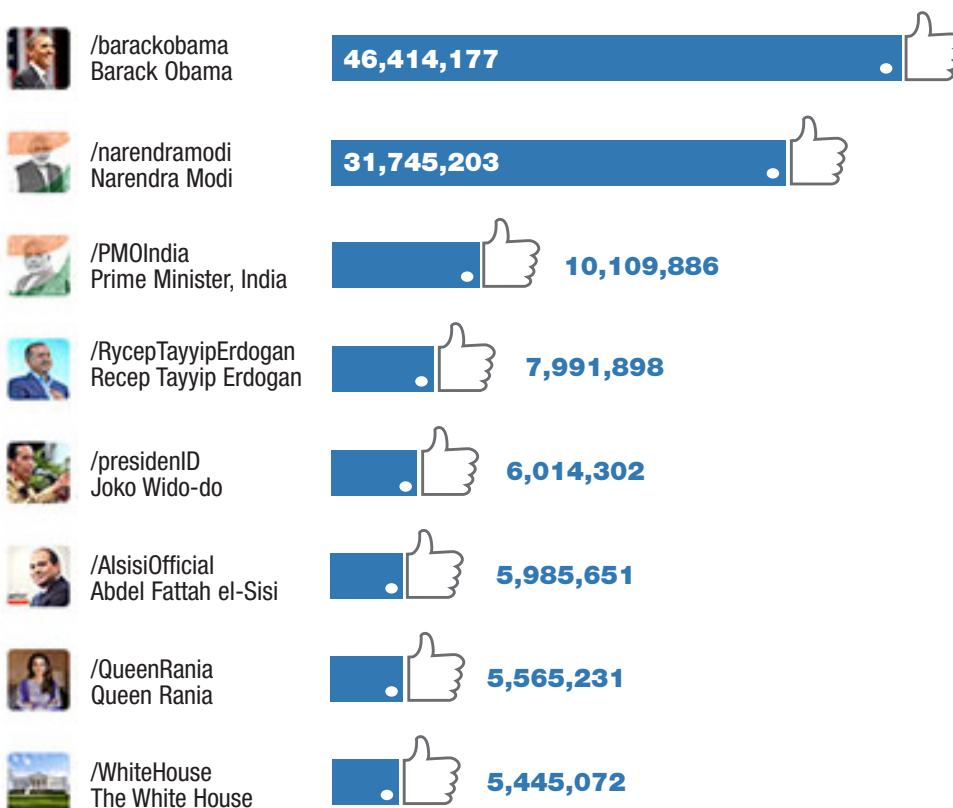 /barackobama
Barack Obama
46,414,177
/narendramodi
Narendra Modi
31,745,203
/PMOIndia
Prime Minister, India
10,109,886
/RycepTayyipErdogan
Recep Tayyip Erdogan
7,991,898
/presidenID
Joko Wido-do
6,014,302
/AlsisiOfficial
Abdel Fattah el-Sisi
5,985,651
/QueenRania
Queen Rania
5,565,231
/WhiteHouse
The White House
5,445,072